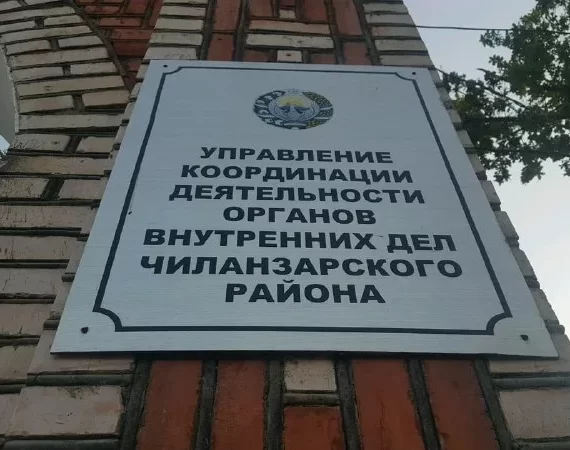 УПРАВЛЕНИЕ
КООРДИНАЦИИ
ДЕЯТЕЛЬНОСТИ
ОРГАНОВ
ВНУТРЕННИХ ДЕЛ
ЧИЛАНЗАРСКОГО
РАЙОНА